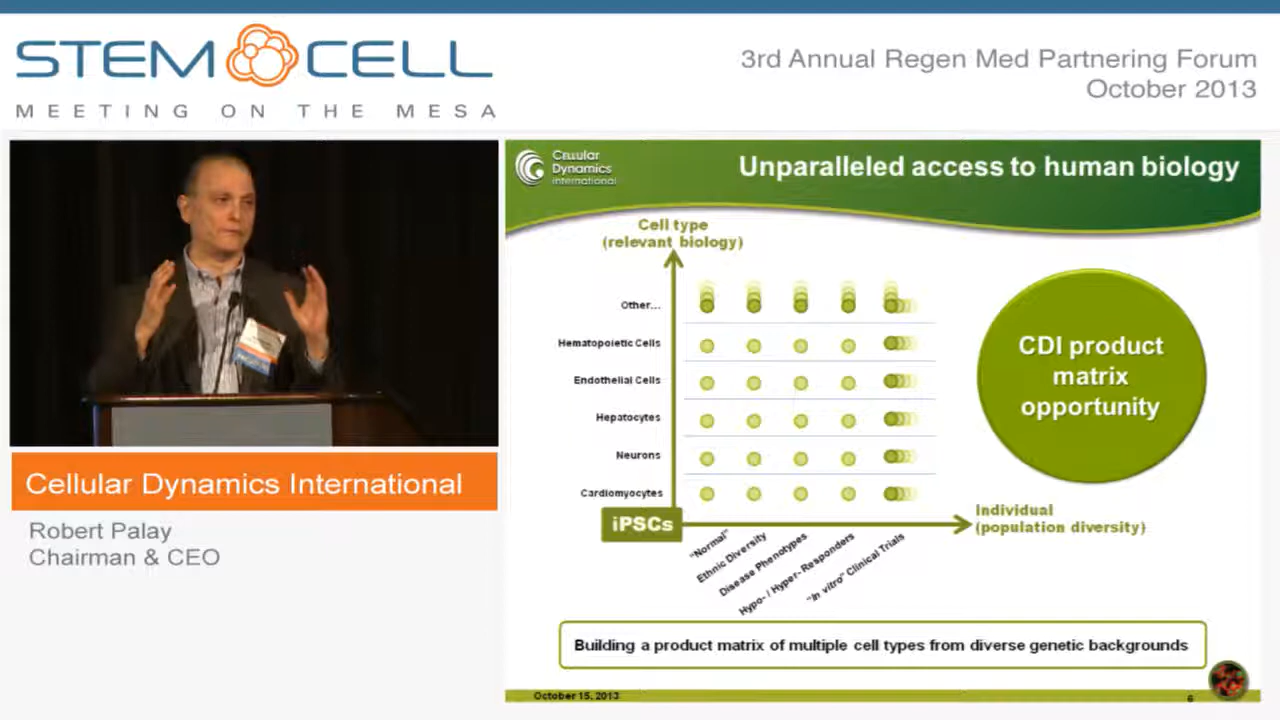 STEM CELL
MEETING ON THE MESA
3rd Annual Regen Med Partnering Forum
October 2013
Cellular Dynamics International
Robert Palay
Chairman & CEO
Cellular
Dynamics
international
Unparalleled access to human biology
Cell type
(relevant biology)
Other...
Hematopoietic Cells
Endothelial Cells
Hepatocytes
Neurons
Cardiomyocytes
iPSCs
"Normal"
Ethnic Diversity
Disease Phenotypes
Hypo- / Hyper- Responders
"In vitro" Clinical Trials
Individual
(population diversity)
CDI product
matrix
opportunity
Building a product matrix of multiple cell types from diverse genetic backgrounds
October 15, 2013
6